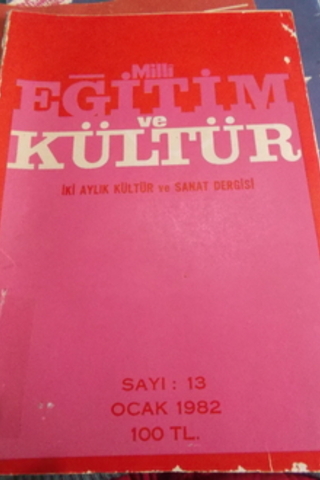 Milli
EĞİTİM
ve
KÜLTÜR
İKİ AYLIK KÜLTÜR ve SANAT DERGİSİ
SAYI : 13
OCAK 1982
100 TL.